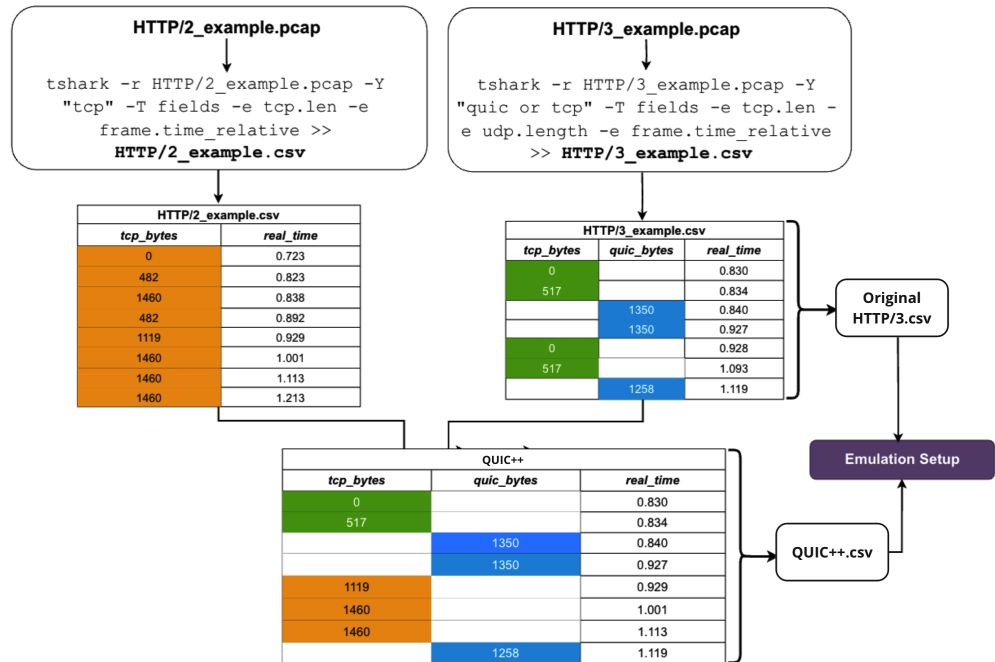 HTTP/2_example.pcap
tshark -r HTTP/2_example.pcap -Y
"tcp" -T fields -e tcp.len -e
frame.time_relative >>
HTTP/2_example.csv
HTTP/3_example.pcap
tshark -r HTTP/3_example.pcap -Y
"quic or tcp" -T fields -e tcp.len -
e udp.length -e frame.time_relative
>> HTTP/3_example.csv
HTTP/2_example.csv
tcp_bytes real_time
0 0.723
482 0.823
1460 0.838
482 0.892
1119 0.929
1460 1.001
1460 1.113
1460 1.213
HTTP/3_example.csv
tcp_bytes quic_bytes real_time
0 0.830
517 0.834
1350 0.840
1350 0.927
0 0.928
517 1.093
1258 1.119
Original
HTTP/3.csv
Emulation Setup
QUIC++
tcp_bytes quic_bytes real_time
0 0.830
517 0.834
1350 0.840
1350 0.927
1119 0.929
1460 1.001
1460 1.113
1258 1.119
QUIC++.csv